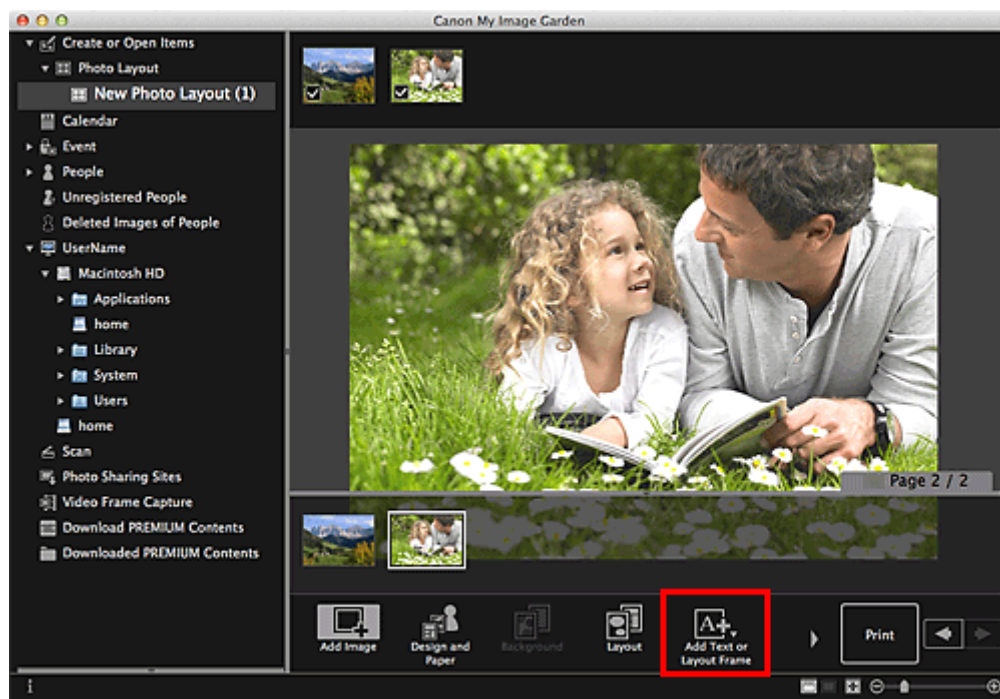 Canon My Image Garden
Create or Open Items
Photo Layout
New Photo Layout (1)
Calendar
Event
People
Unregistered People
Deleted Images of People
UserName
Macintosh HD
Applications
home
Library
System
Users
home
Scan
Photo Sharing Sites
Video Frame Capture
Download PREMIUM Contents
Downloaded PREMIUM Contents
Page 2 / 2
Add Image
Design and
Paper
Background
Layout
A
Add Text or
Layout Frame
Print